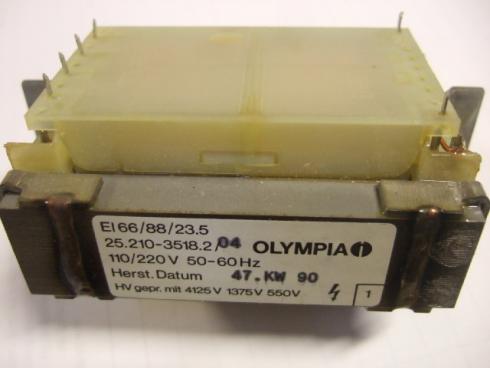 EI 66/88/23.5
25.210-3518.2/04 OLYMPIA
110/220 V 50-60 Hz
Herst. Datum 47. KW 90
HV gepr. mit 4125 V 1375 V 550 V 1